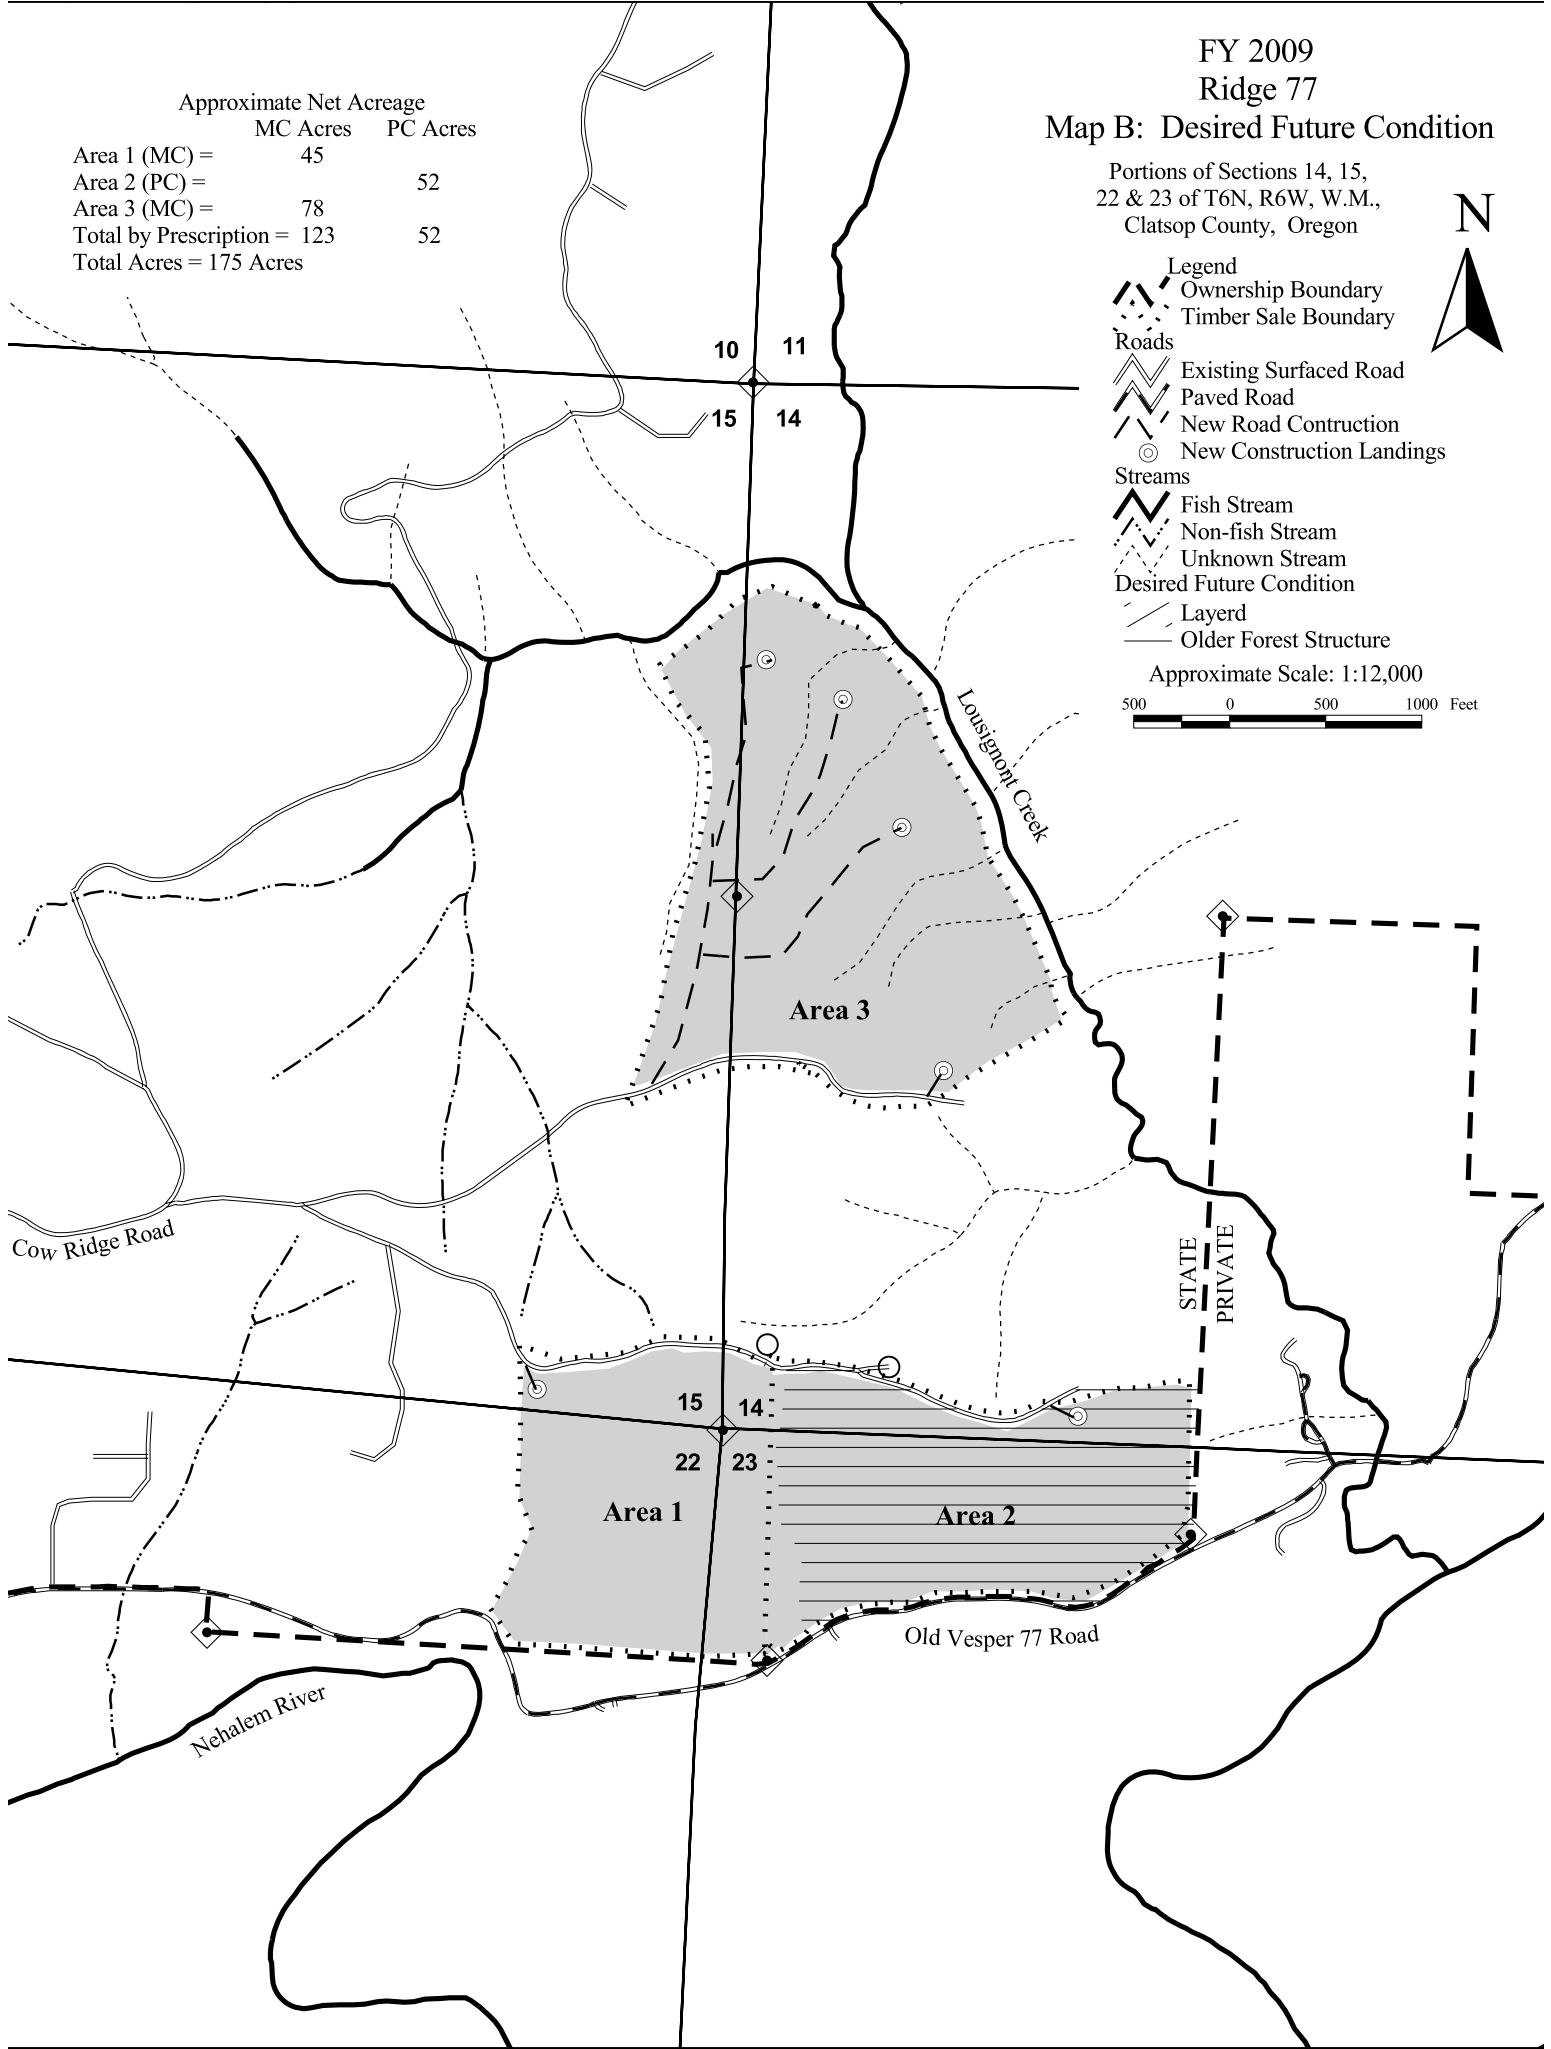 FY 2009
Ridge 77
Map B: Desired Future Condition
Portions of Sections 14, 15,
22 & 23 of T6N, R6W, W.M.,
Clatsop County, Oregon
N
Approximate Net Acreage
MC Acres PC Acres
Area 1 (MC) = 45
Area 2 (PC) = 52
Area 3 (MC) = 78
Total by Prescription = 123 52
Total Acres = 175 Acres
Legend
Ownership Boundary
Timber Sale Boundary
Roads
Existing Surfaced Road
Paved Road
New Road Contruction
New Construction Landings
Streams
Fish Stream
Non-fish Stream
Unknown Stream
Desired Future Condition
Layerd
Older Forest Structure
Approximate Scale: 1:12,000
500 0 500 1000 Feet
10 11
15 14
Lousignont Creek
Area 3
Cow Ridge Road
STATE
PRIVATE
15 14
22 23
Area 1
Area 2
Old Vesper 77 Road
Nehalem River